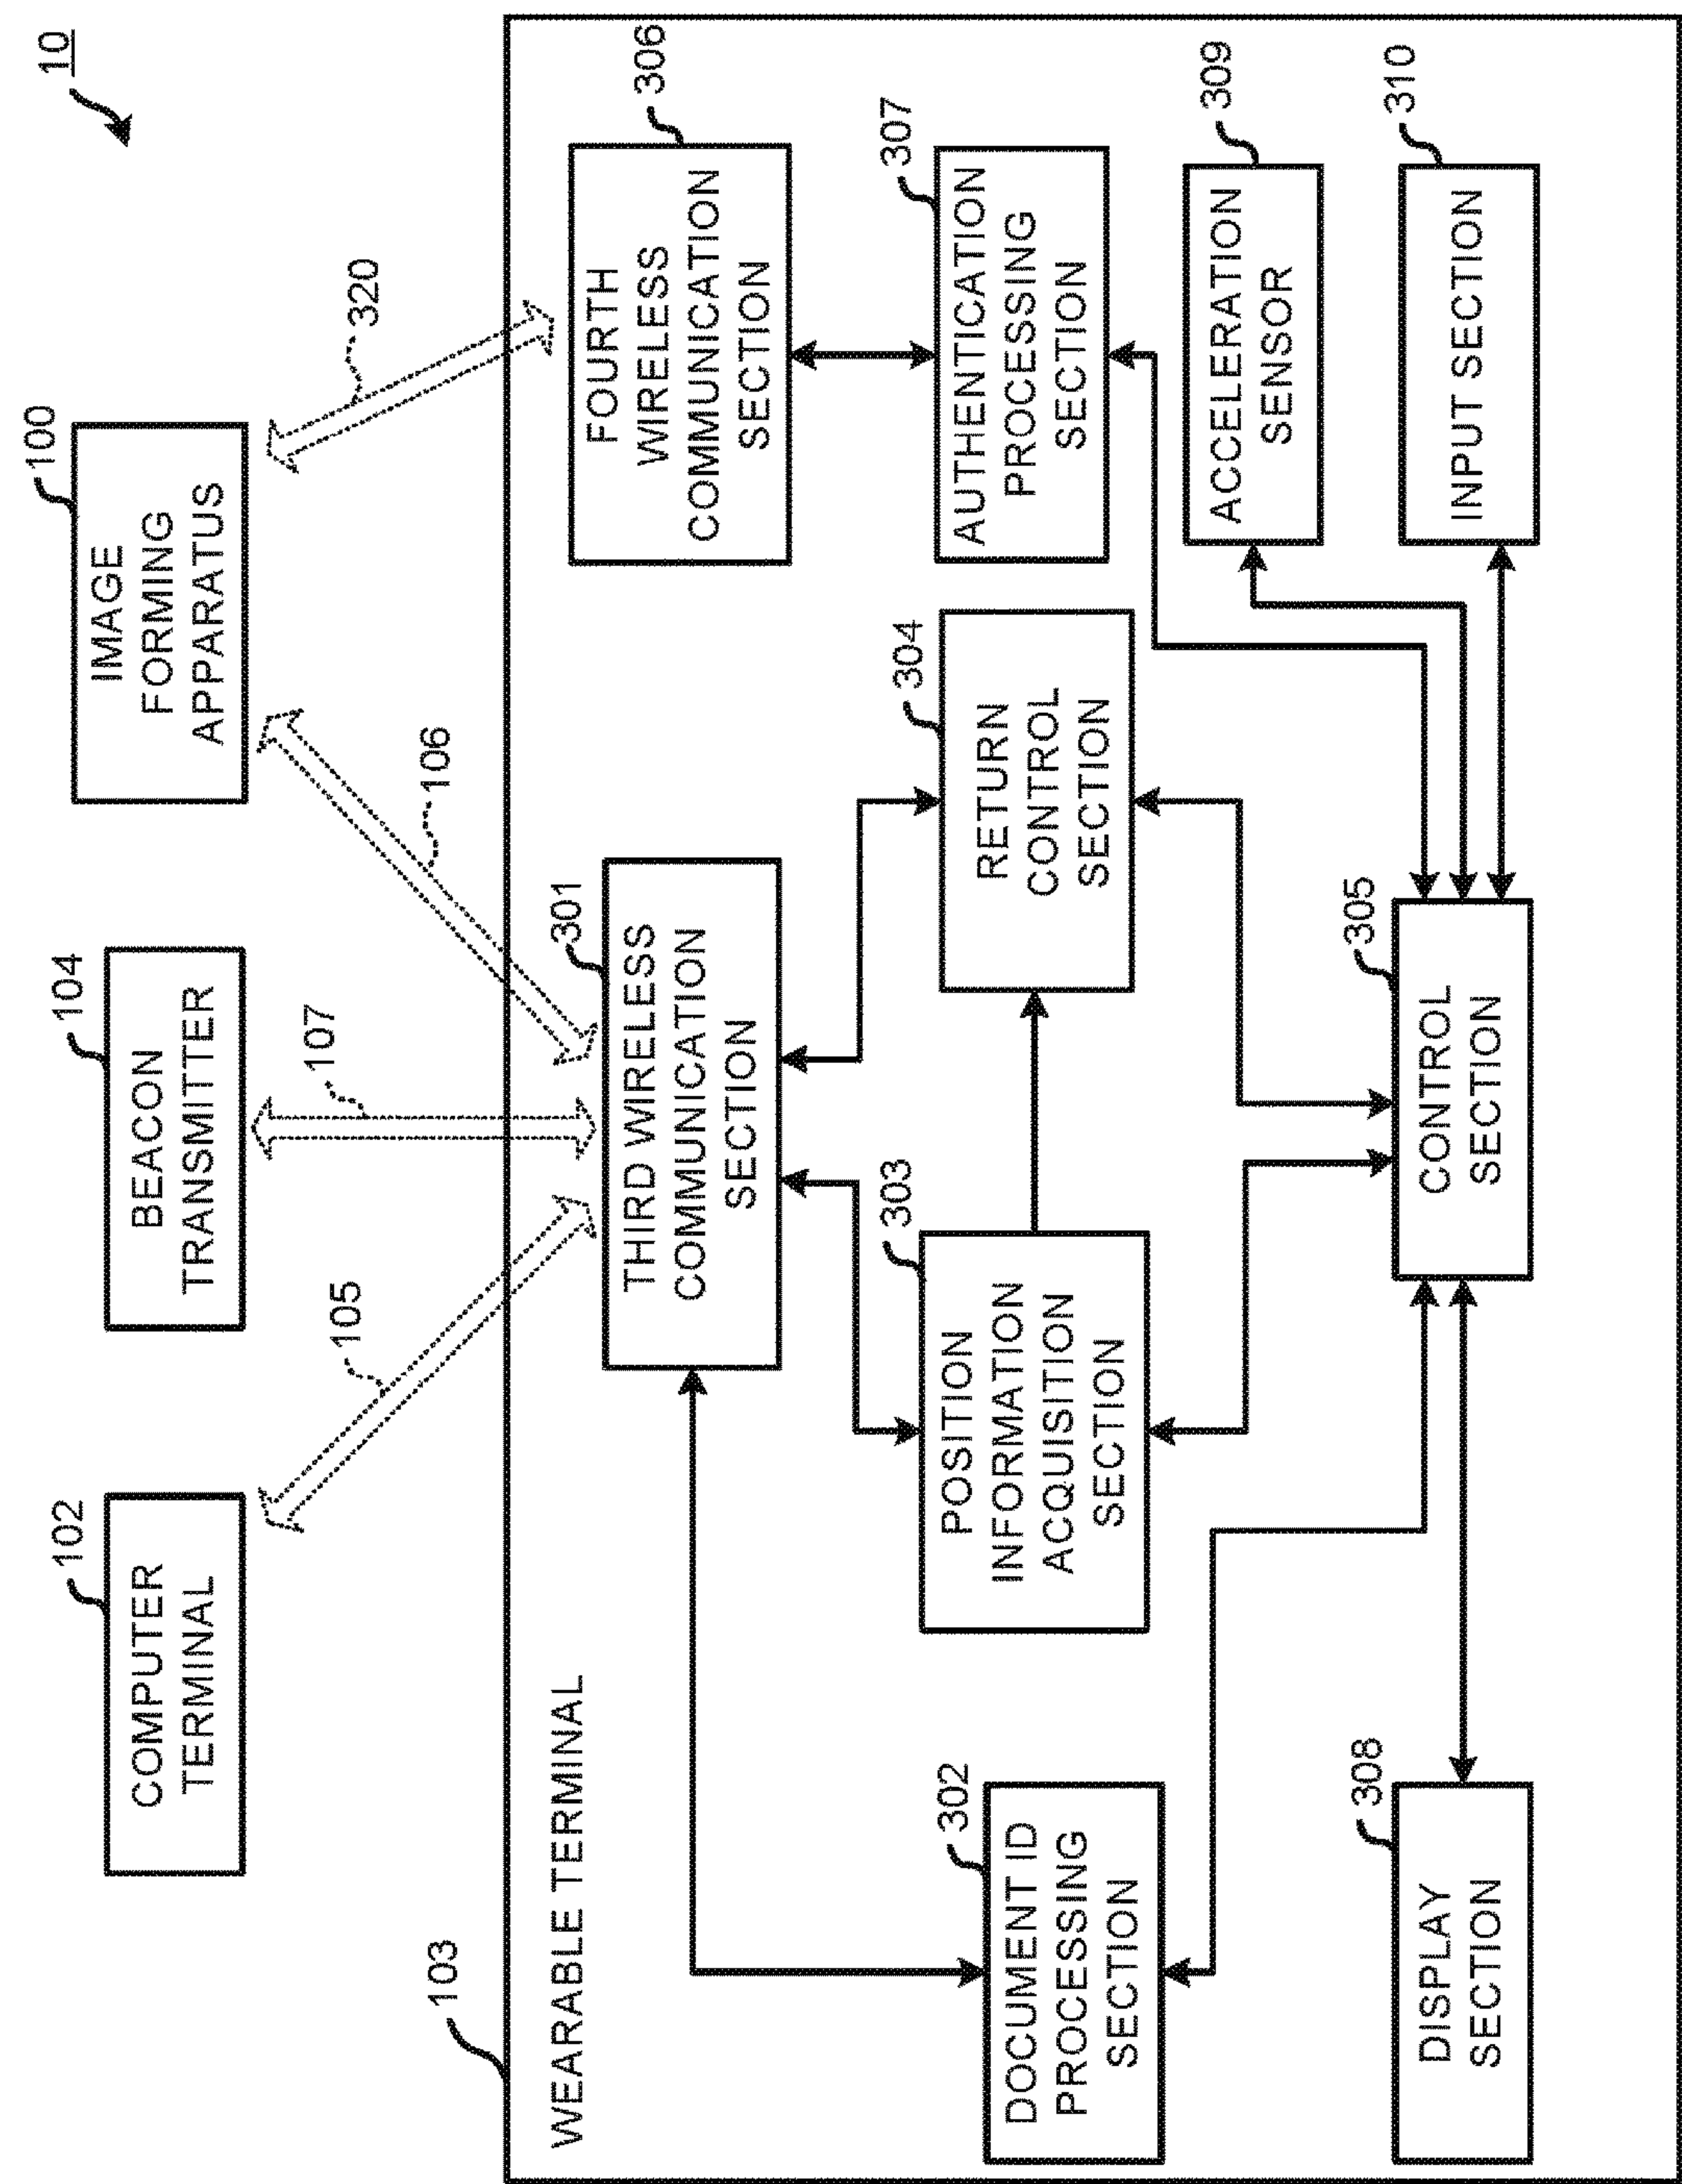 10
102
COMPUTER
TERMINAL
104
BEACON
TRANSMITTER
100
IMAGE
FORMING
APPARATUS
105
107
106
320
103
WEARABLE TERMINAL
301
THIRD WIRELESS
COMMUNICATION
SECTION
306
FOURTH
WIRELESS
COMMUNICATION
SECTION
302
DOCUMENT ID
PROCESSING
SECTION
303
POSITION
INFORMATION
ACQUISITION
SECTION
304
RETURN
CONTROL
SECTION
307
AUTHENTICATION
PROCESSING
SECTION
309
ACCELERATION
SENSOR
308
DISPLAY
SECTION
305
CONTROL
SECTION
310
INPUT SECTION